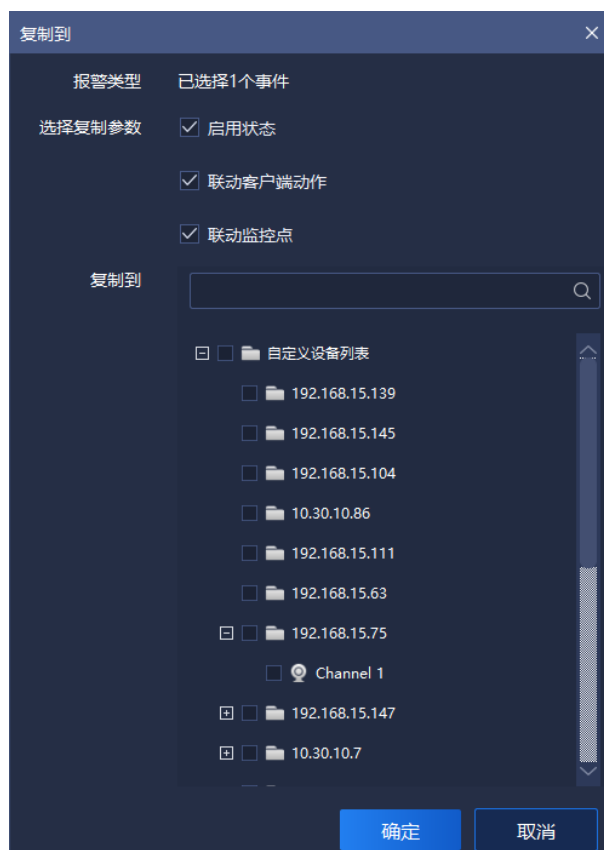 复制到
报警类型 已选择1个事件
选择复制参数 启用状态
联动客户端动作
联动监控点
复制到
自定义设备列表
192.168.15.139
192.168.15.145
192.168.15.104
10.30.10.86
192.168.15.111
192.168.15.63
192.168.15.75
Channel 1
192.168.15.147
10.30.10.7
确定 取消